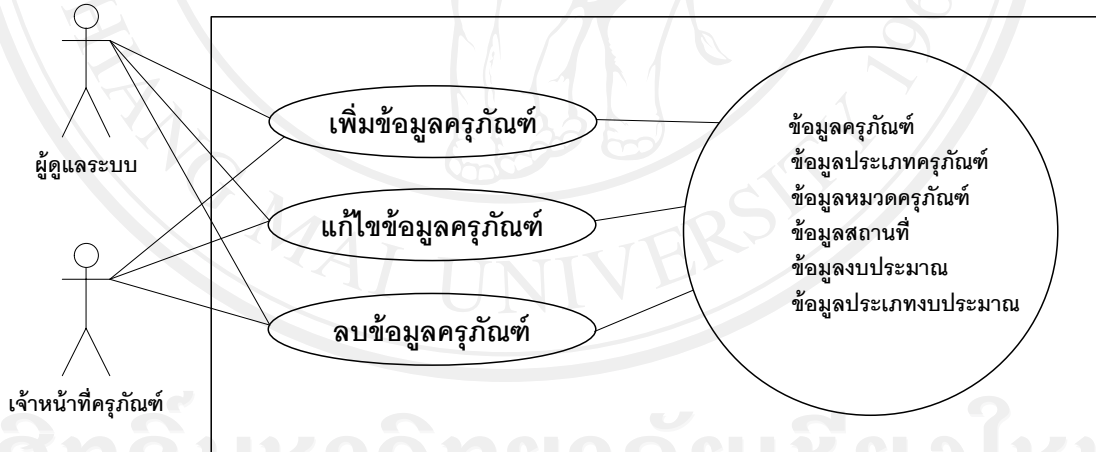 ผู้ดูแลระบบ
เจ้าหน้าที่ครุภัณฑ์
เพิ่มข้อมูลครุภัณฑ์
แก้ไขข้อมูลครุภัณฑ์
ลบข้อมูลครุภัณฑ์
ข้อมูลครุภัณฑ์
ข้อมูลประเภทครุภัณฑ์
ข้อมูลหมวดครุภัณฑ์
ข้อมูลสถานที่
ข้อมูลงบประมาณ
ข้อมูลประเภทงบประมาณ
MAI UNIVERSITY 196